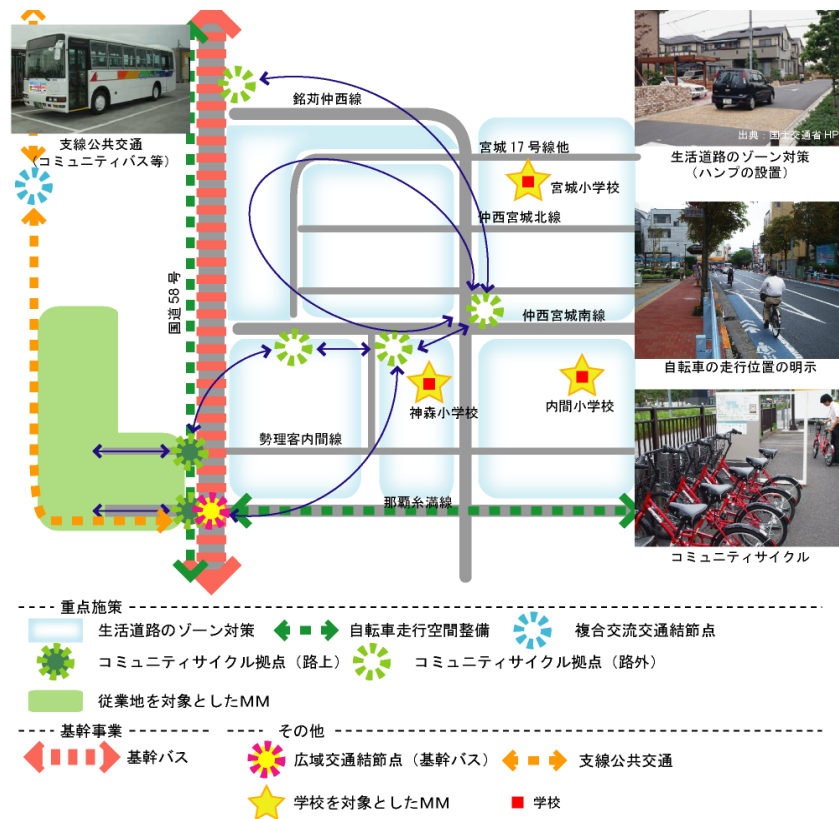 支線公共交通
（コミュニティバス等）
銘苅仲西線
宮城17号線他
宮城小学校
仲西宮城北線
国道58号
仲西宮城南線
神森小学校
内間小学校
勢理客内間線
那覇糸満線
出典：国土交通省HP
生活道路のゾーン対策
（ハンプの設置）
自転車の走行位置の明示
コミュニティサイクル
重点施策
生活道路のゾーン対策
自転車走行空間整備
複合交流交通結節点
コミュニティサイクル拠点（路上）
コミュニティサイクル拠点（路外）
従業地を対象としたMM
基幹事業
その他
基幹バス
広域交通結節点（基幹バス）
支線公共交通
学校を対象としたMM
学校